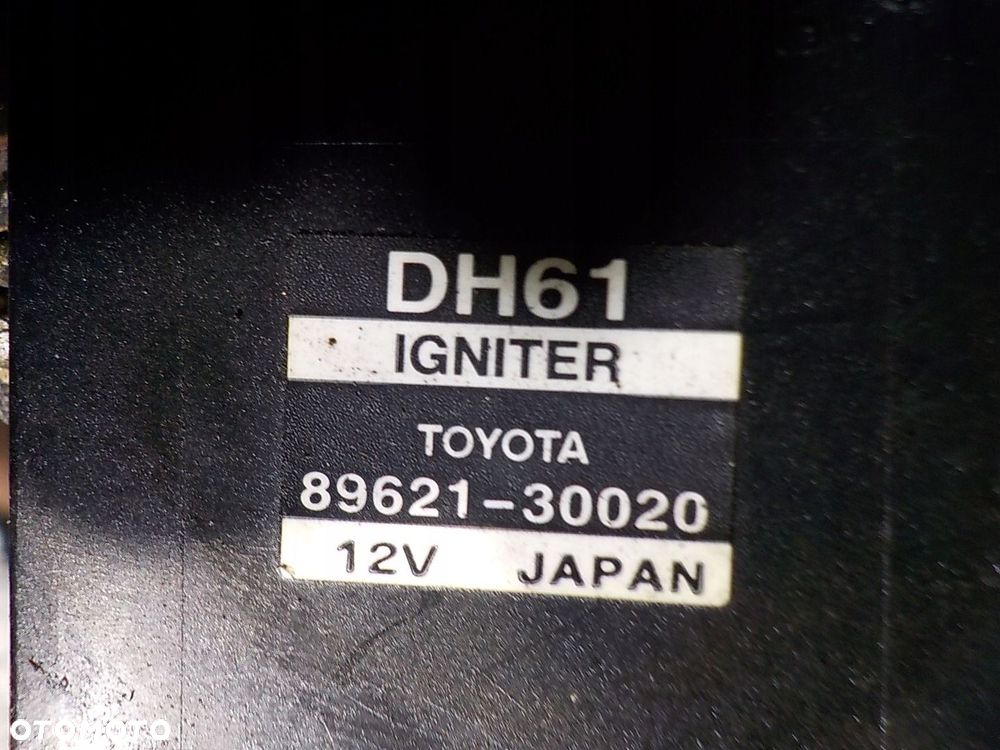 DH61
IGNITER
TOYOTA
89621-30020
12V JAPAN
OTOMOTO